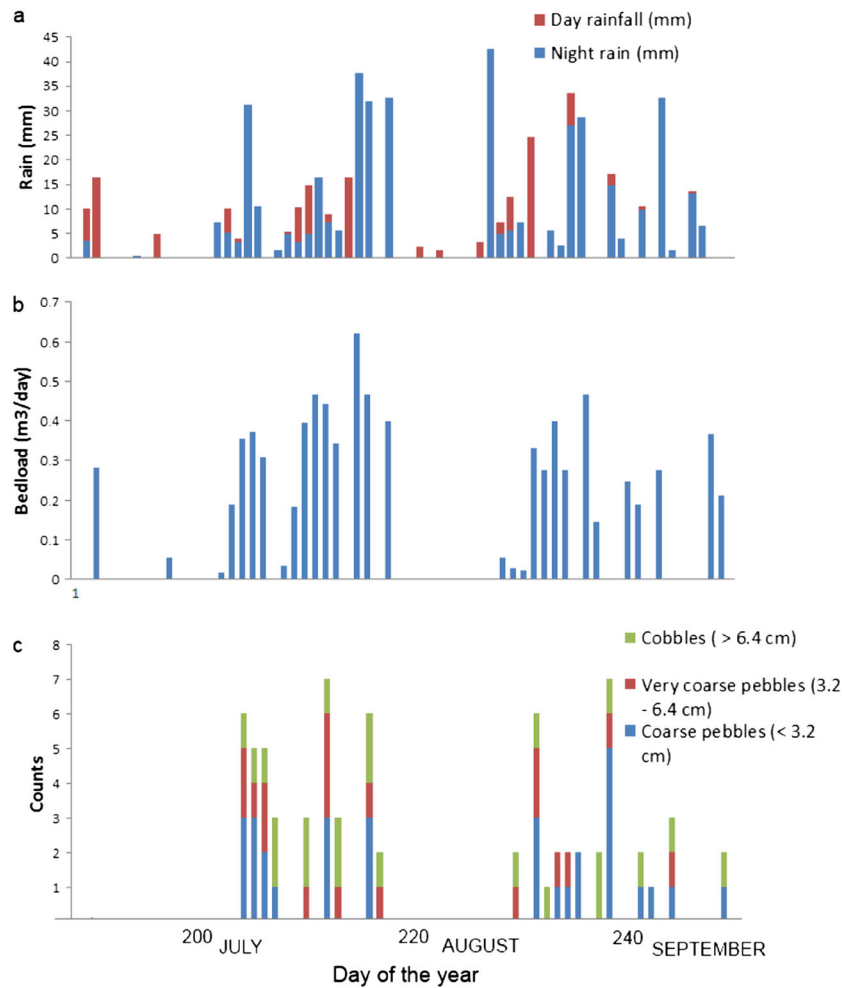 a
Day rainfall (mm)
Night rain (mm)
Rain (mm)
45
40
35
30
25
20
15
10
5
0
b
Bedload (m3/day)
0.7
0.6
0.5
0.4
0.3
0.2
0.1
0
1
c
Cobbles ( > 6.4 cm)
Very coarse pebbles (3.2
- 6.4 cm)
Coarse pebbles (< 3.2
cm)
Counts
8
7
6
5
4
3
2
1
200
JULY
220
AUGUST
240
SEPTEMBER
Day of the year